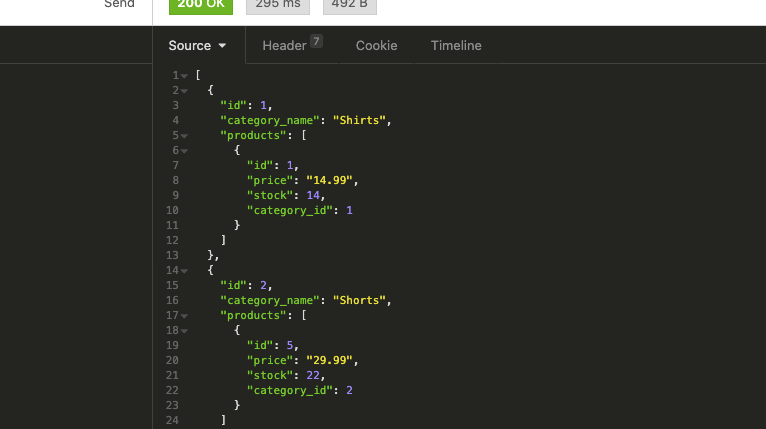 Send 200 OK 295 ms 492 B
Source Header 7 Cookie Timeline
1 [
2 {
3 "id": 1,
4 "category_name": "Shirts",
5 "products": [
6 {
7 "id": 1,
8 "price": "14.99",
9 "stock": 14,
10 "category_id": 1
11 }
12 ]
13 },
14 {
15 "id": 2,
16 "category_name": "Shorts",
17 "products": [
18 {
19 "id": 5,
20 "price": "29.99",
21 "stock": 22,
22 "category_id": 2
23 }
24 ]